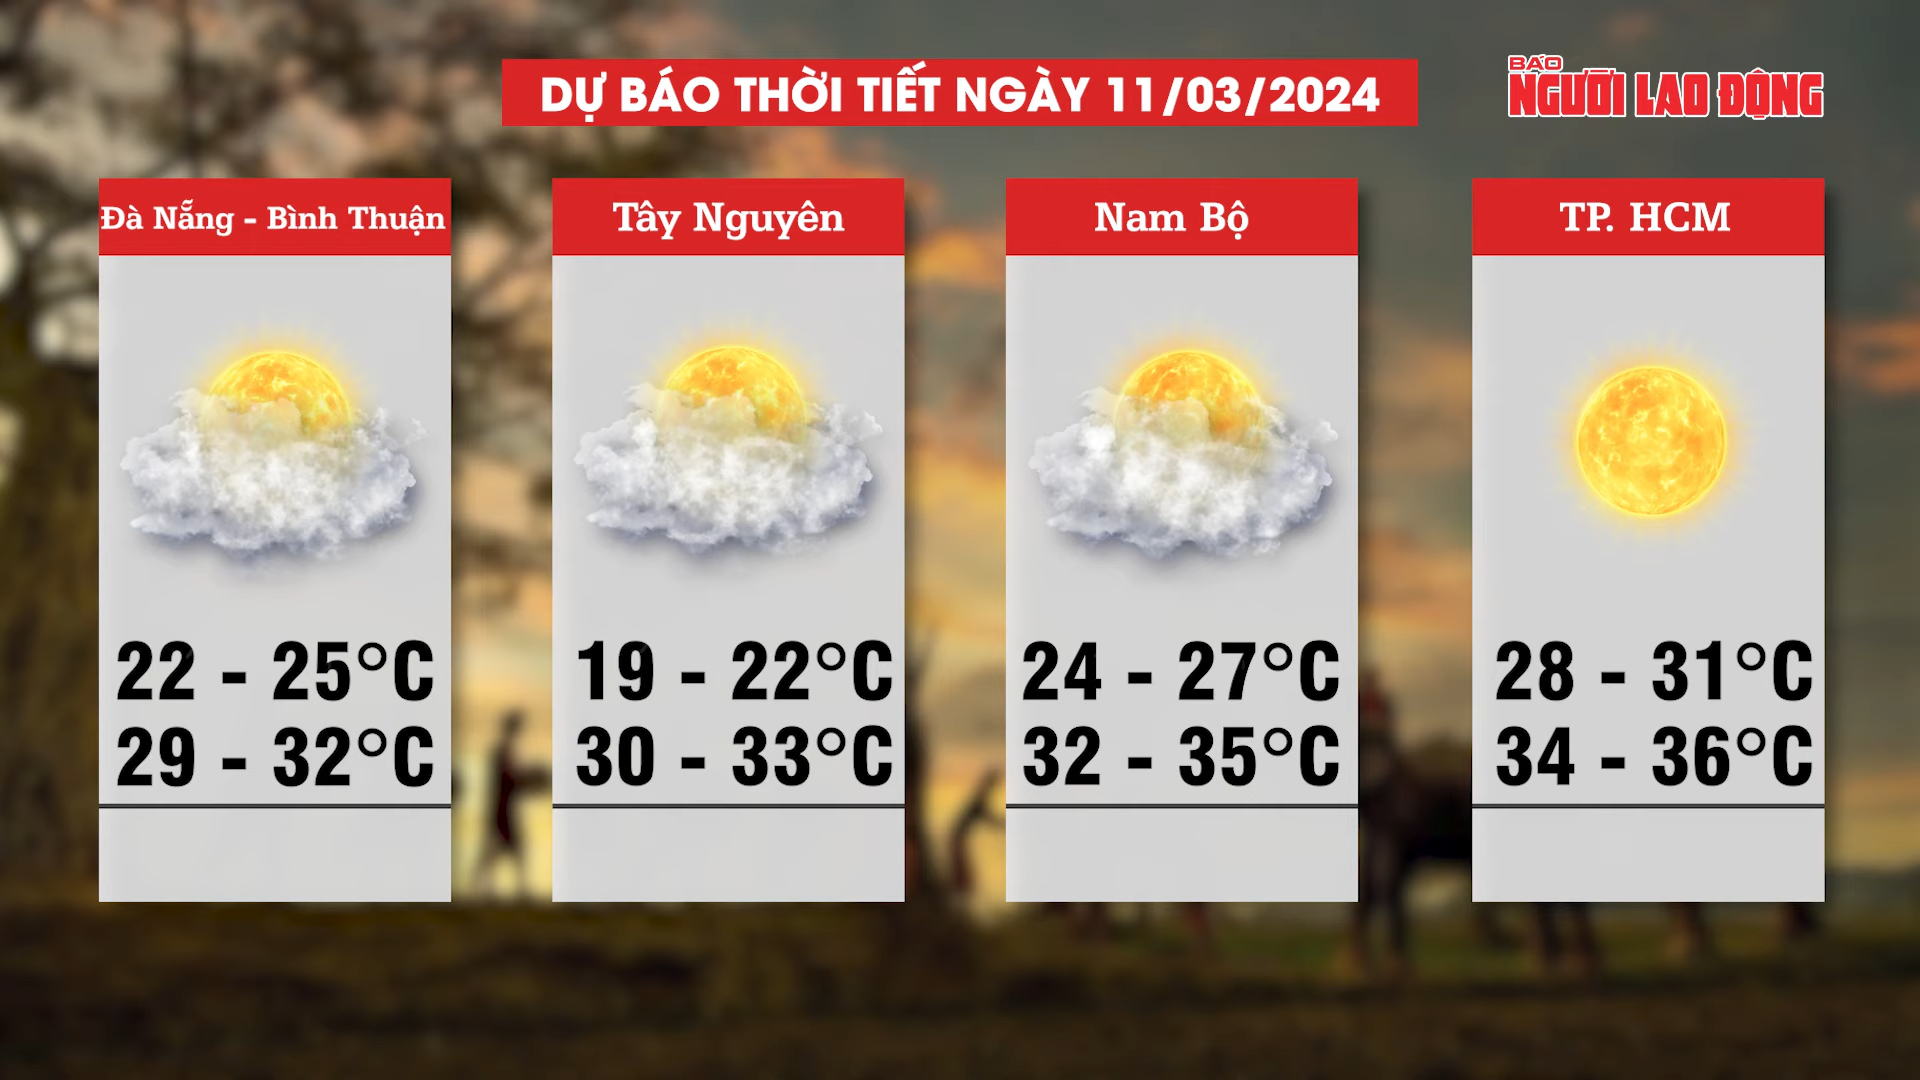 DỰ BÁO THỜI TIẾT NGÀY 11/03/2024
BÁO
NGƯỜI LAO ĐỘNG
Đà Nẵng - Bình Thuận
22 - 25°C
29 - 32°C
Tây Nguyên
19 - 22°C
30 - 33°C
Nam Bộ
24 - 27°C
32 - 35°C
TP. HCM
28 - 31°C
34 - 36°C